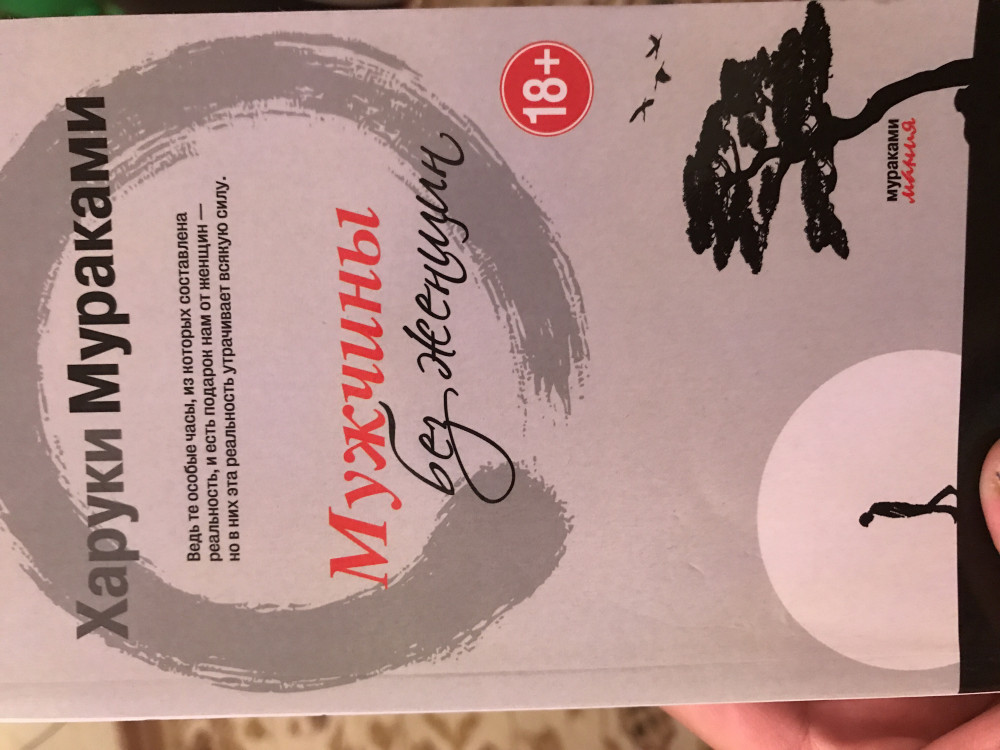 Харуки Мураками
Ведь те особые часы, из которых составлена
реальность, и есть подарок нам от женщин —
но в них эта реальность утрачивает всякую силу.
Мужчины
без женщин
18+
мураками
мания